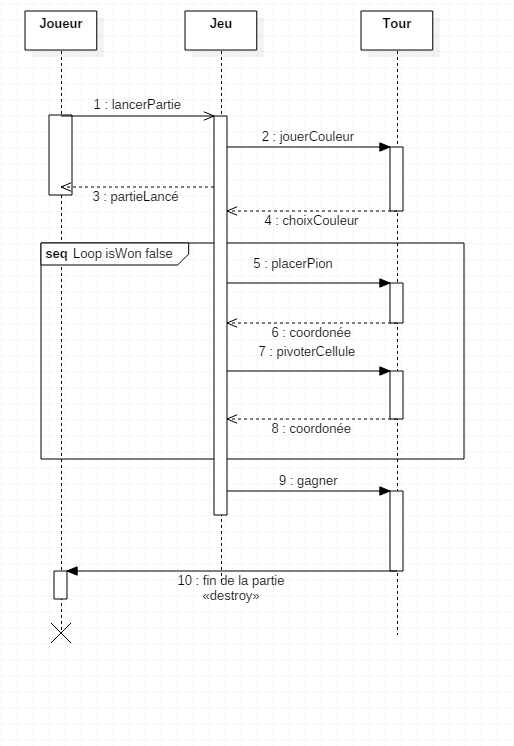 Joueur
Jeu
Tour
1 : lancerPartie
2 : jouerCouleur
3 : partieLancé
4 : choixCouleur
seq Loop isWon false
5 : placerPion
6 : coordonée
7 : pivoterCellule
8 : coordonée
9 : gagner
10 : fin de la partie
«destroy»